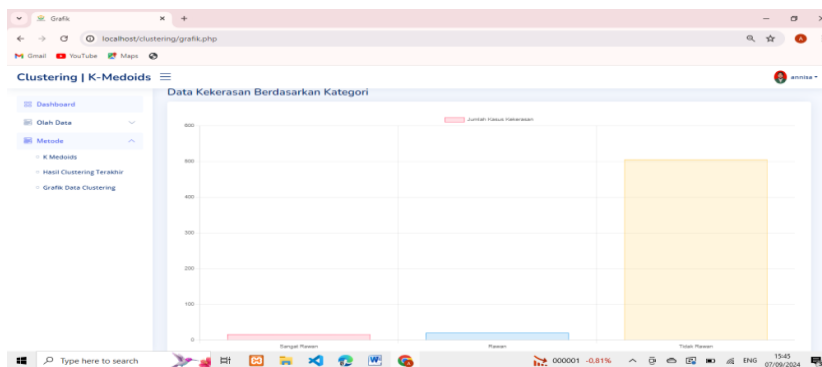 Grafik
localhost/clustering/grafik.php
Gmail
YouTube
Maps
Clustering | K-Medoids
annisa
Data Kekerasan Berdasarkan Kategori
Dashboard
Olah Data
Metode
K Medoids
Hasil Clustering Terakhir
Grafik Data Clustering
Jumlah Kasus Kekerasan
600
500
400
300
200
100
0
Sangat Rawan
Rawan
Tidak Rawan
Type here to search
000001 -0.81%
ENG
15:45
07/09/2024